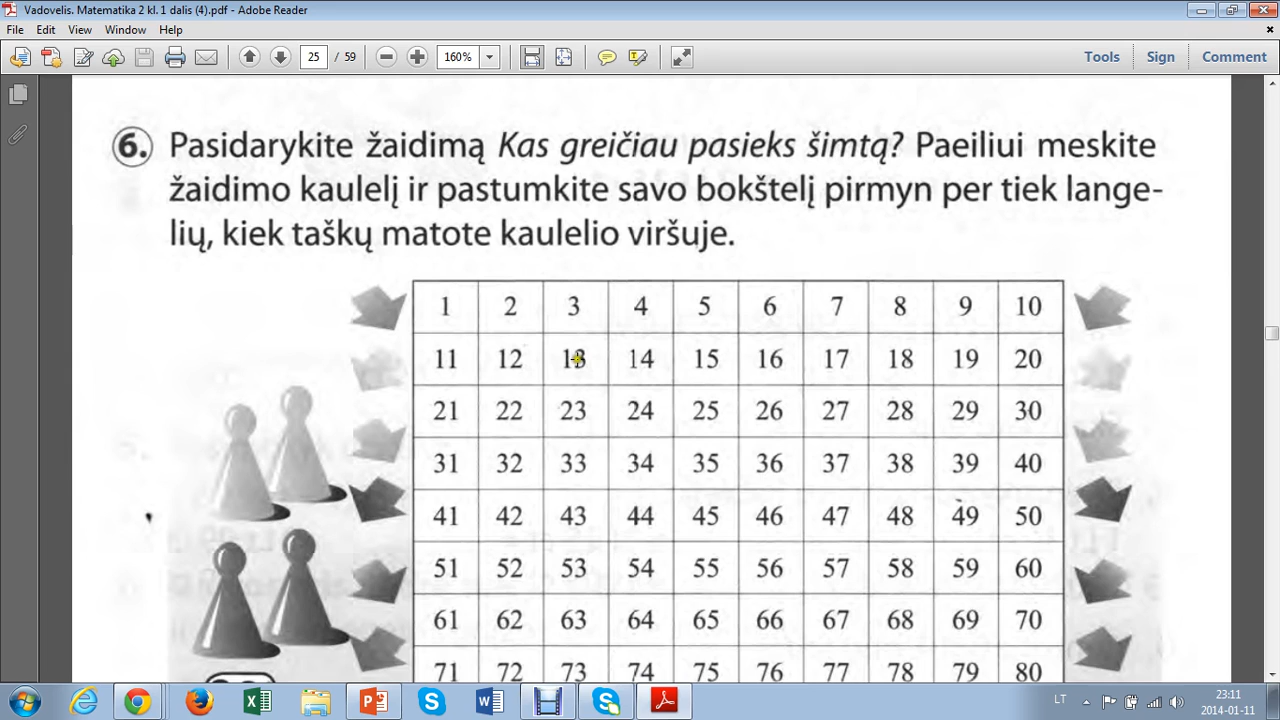 Vadovelis. Matematika 2 kl. 1 dalis (4).pdf - Adobe Reader
File Edit View Window Help
25 / 59 160% Tools Sign Comment
6. Pasidarykite žaidimą Kas greičiau pasieks šimtą? Paeiliui meskite
žaidimo kaulelį ir pastumkite savo bokštelį pirmyn per tiek lange-
lių, kiek taškų matote kaulelio viršuje.
1 2 3 4 5 6 7 8 9 10
11 12 13 14 15 16 17 18 19 20
21 22 23 24 25 26 27 28 29 30
31 32 33 34 35 36 37 38 39 40
41 42 43 44 45 46 47 48 49 50
51 52 53 54 55 56 57 58 59 60
61 62 63 64 65 66 67 68 69 70
71 72 73 74 75 76 77 78 79 80
LT 23:11
2014-01-11